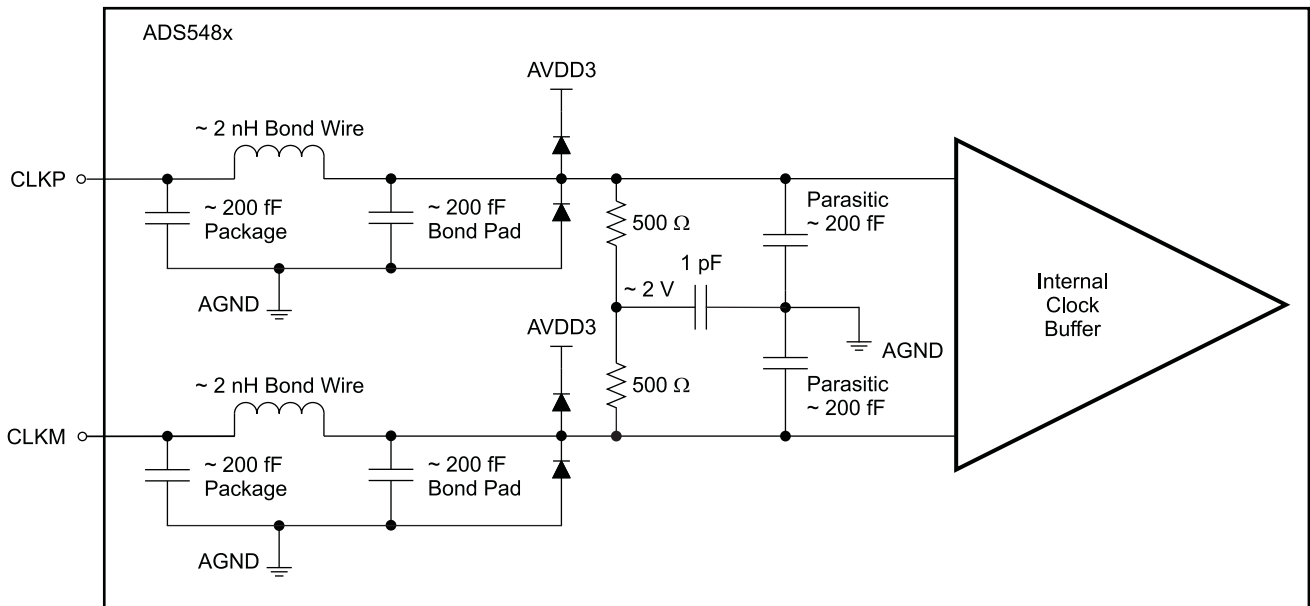 ADS548x
AVDD3
~ 2 nH Bond Wire
CLKP
~ 200 fF
Package
~ 200 fF
Bond Pad
500 Ω
Parasitic
~ 200 fF
1 pF
~ 2 V
AGND
AGND
Internal
Clock
Buffer
AVDD3
~ 2 nH Bond Wire
500 Ω
Parasitic
~ 200 fF
CLKM
~ 200 fF
Package
~ 200 fF
Bond Pad
AGND